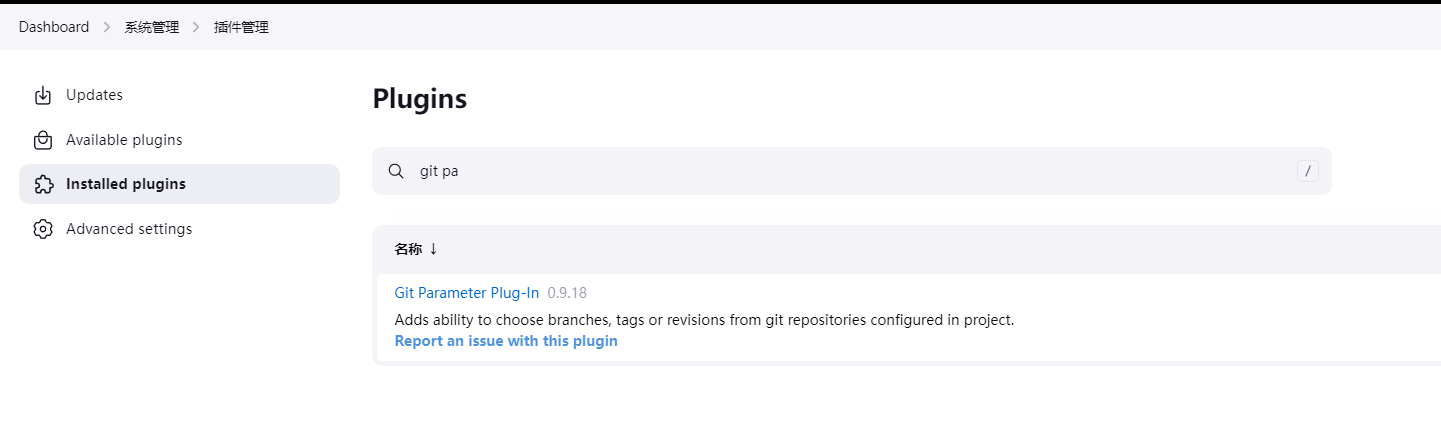 Dashboard > 系统管理 > 插件管理
Updates
Available plugins
Installed plugins
Advanced settings
Plugins
git pa
/
名称 ↓
Git Parameter Plug-In 0.9.18
Adds ability to choose branches, tags or revisions from git repositories configured in project.
Report an issue with this plugin